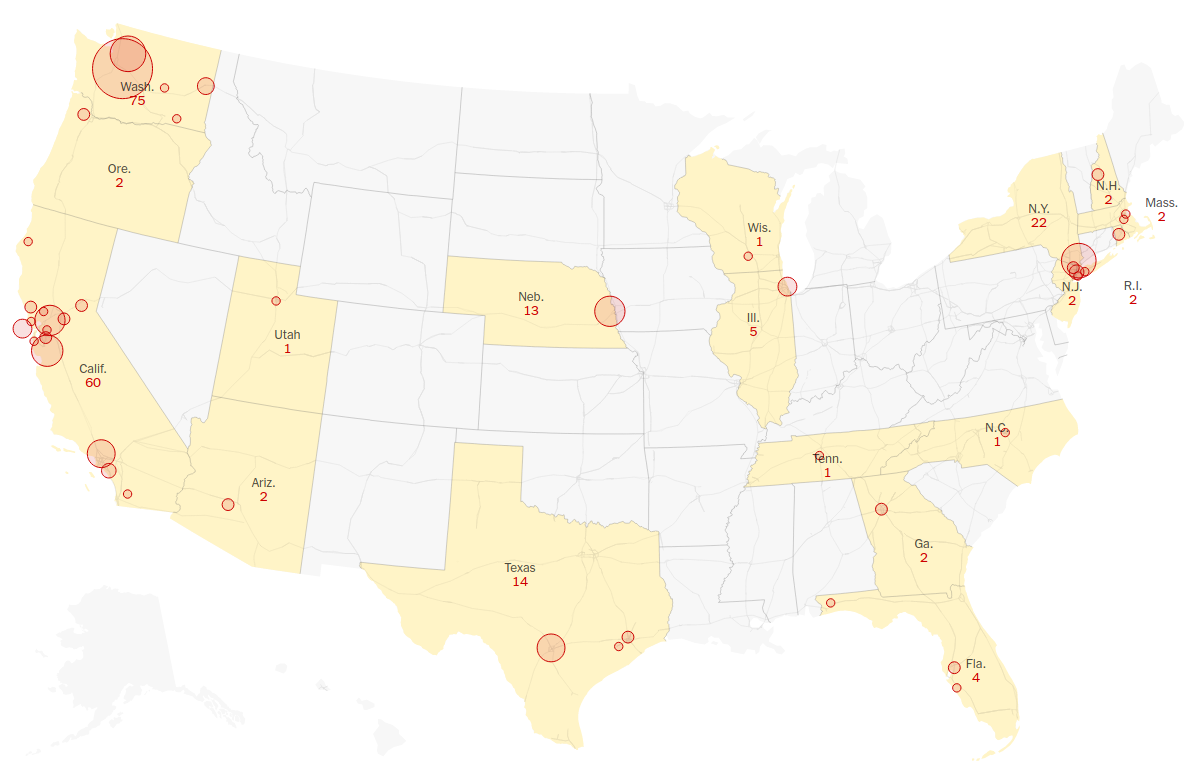 Wash.
75
Ore.
2
N.H.
2
Mass.
2
N.Y.
22
Wis.
1
N.J.
2
R.I.
2
Neb.
13
Ill.
5
Utah
1
Calif.
60
N.C.
1
Tenn.
1
Ariz.
2
Ga.
2
Texas
14
Fla.
4